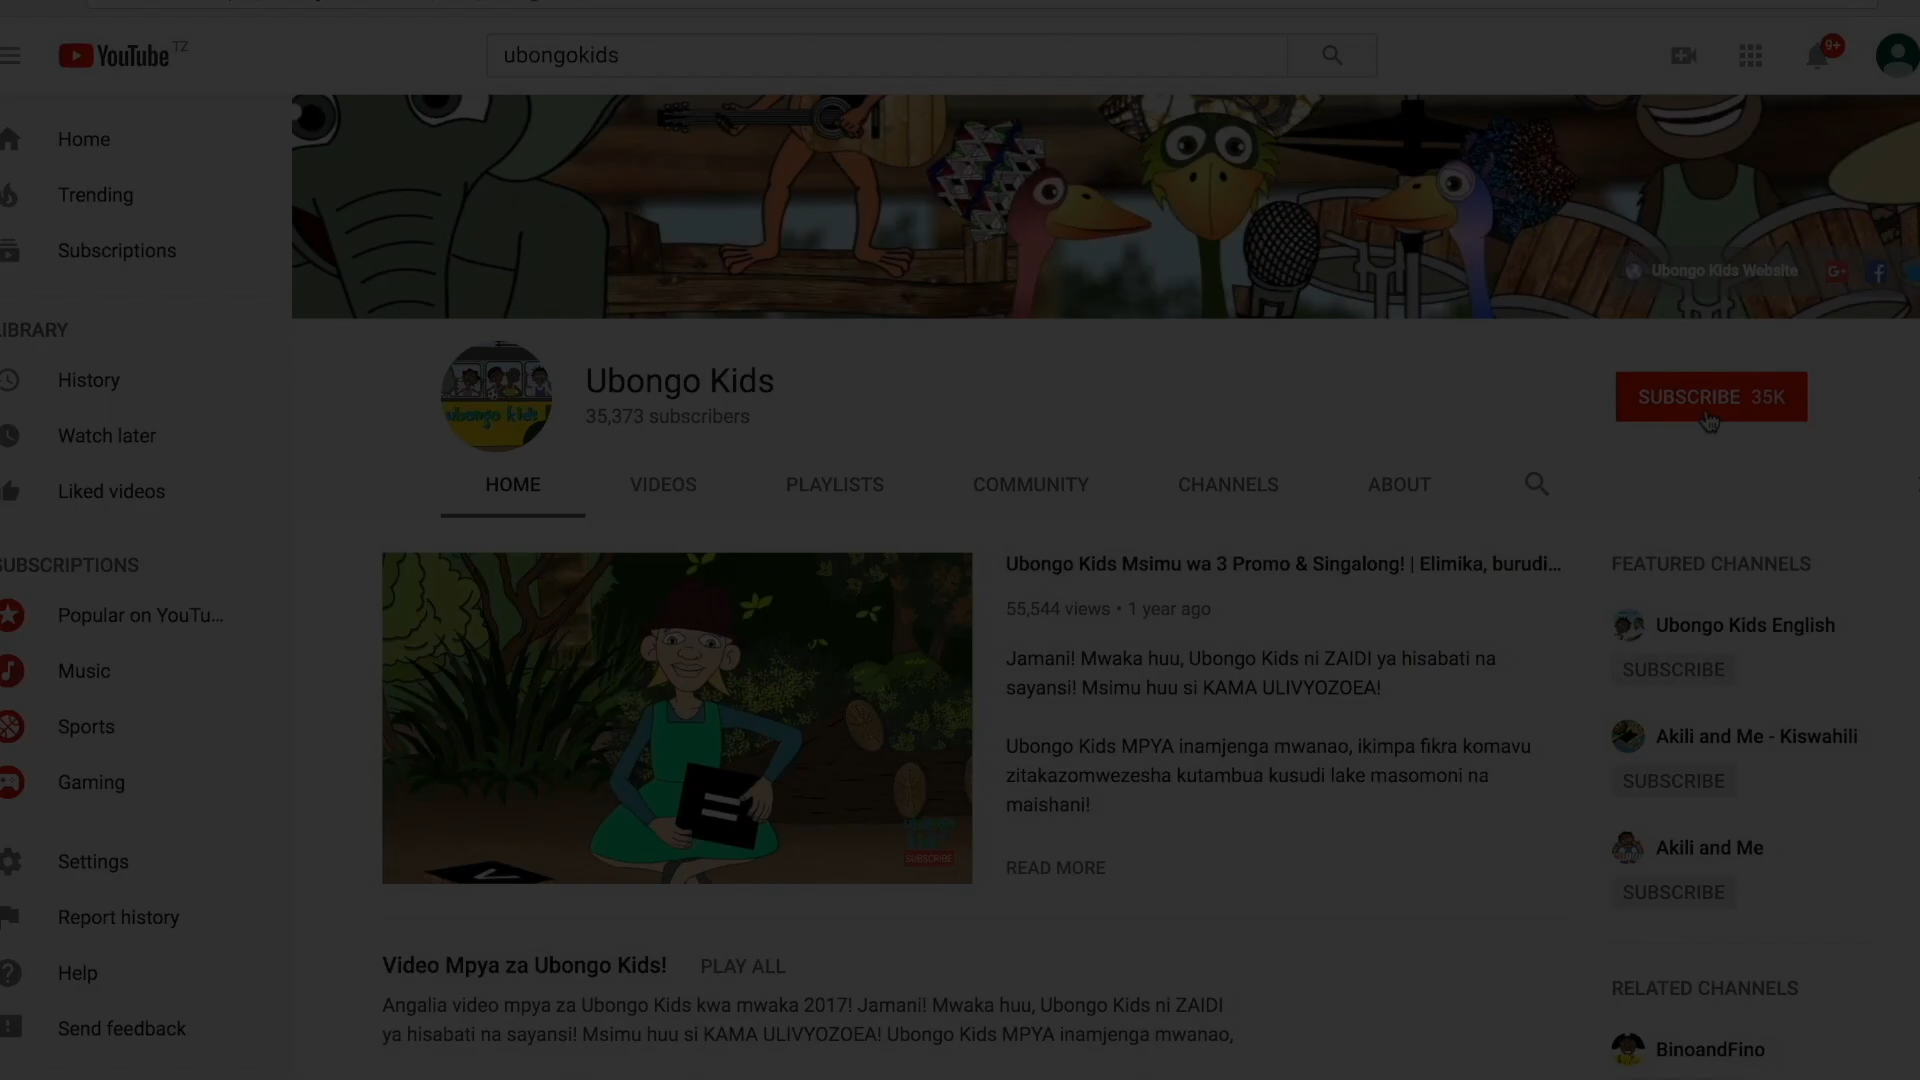 YouTube TZ
ubongokids
9+
Home
Trending
Subscriptions
LIBRARY
History
Watch later
Liked videos
SUBSCRIPTIONS
Popular on YouTu...
Music
Sports
Gaming
Settings
Report history
Help
Send feedback
Ubongo Kids Website
G+ f
ubongo kids
Ubongo Kids
35,373 subscribers
SUBSCRIBE 35K
HOME VIDEOS PLAYLISTS COMMUNITY CHANNELS ABOUT
SUBSCRIBE
Ubongo Kids Msimu wa 3 Promo & Singalong! | Elimika, burudi...
55,544 views • 1 year ago
Jamani! Mwaka huu, Ubongo Kids ni ZAIDI ya hisabati na
sayansi! Msimu huu si KAMA ULIVYOZOEA!
Ubongo Kids MPYA inamjenga mwanao, ikimpa fikra komavu
zitakazomwezesha kutambua kusudi lake masomoni na
maishani!
READ MORE
FEATURED CHANNELS
Ubongo Kids English
SUBSCRIBE
Akili and Me - Kiswahili
SUBSCRIBE
Akili and Me
SUBSCRIBE
RELATED CHANNELS
BinoandFino
Video Mpya za Ubongo Kids! PLAY ALL
Angalia video mpya za Ubongo Kids kwa mwaka 2017! Jamani! Mwaka huu, Ubongo Kids ni ZAIDI
ya hisabati na sayansi! Msimu huu si KAMA ULIVYOZOEA! Ubongo Kids MPYA inamjenga mwanao,